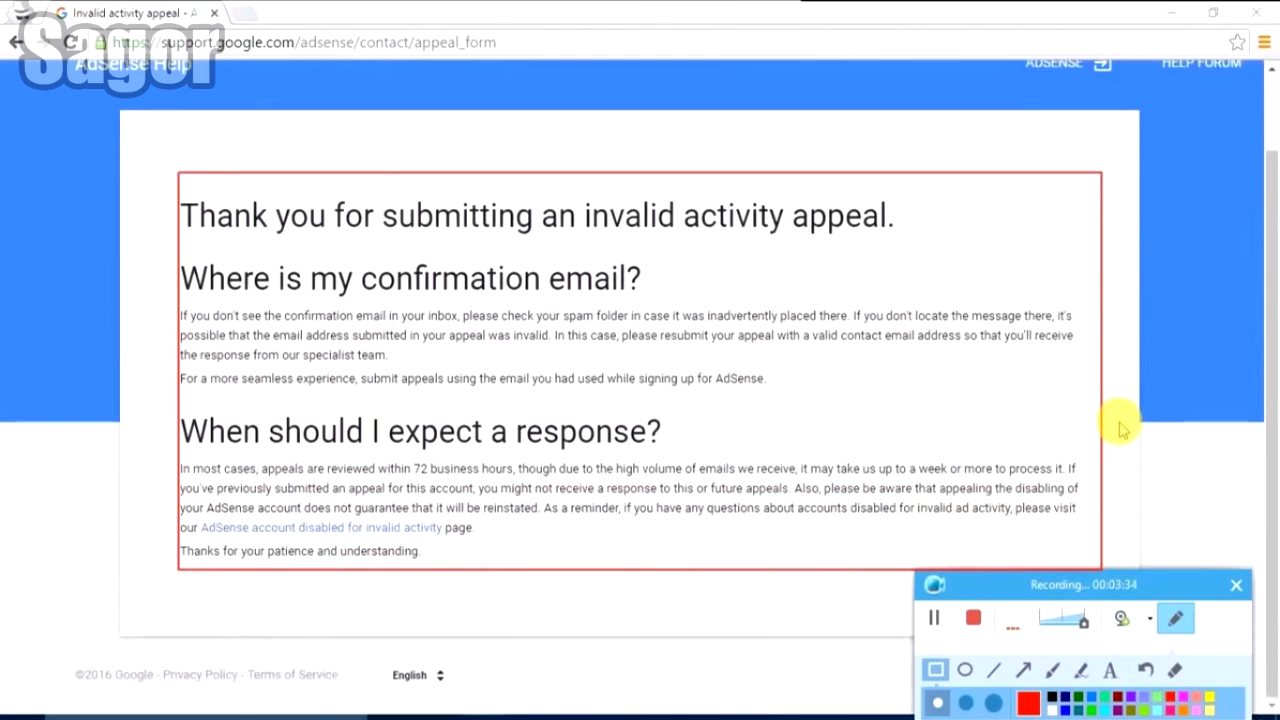 Invalid activity appeal - A
https://support.google.com/adsense/contact/appeal_form
Sagor
AdSense Help
ADSENSE
HELP FORUM
Thank you for submitting an invalid activity appeal.
Where is my confirmation email?
If you don't see the confirmation email in your inbox, please check your spam folder in case it was inadvertently placed there. If you don't locate the message there, it's
possible that the email address submitted in your appeal was invalid. In this case, please resubmit your appeal with a valid contact email address so that you'll receive
the response from our specialist team.
For a more seamless experience, submit appeals using the email you had used while signing up for AdSense.
When should I expect a response?
In most cases, appeals are reviewed within 72 business hours, though due to the high volume of emails we receive, it may take us up to a week or more to process it. If
you've previously submitted an appeal for this account, you might not receive a response to this or future appeals. Also, please be aware that appealing the disabling of
your AdSense account does not guarantee that it will be reinstated. As a reminder, if you have any questions about accounts disabled for invalid ad activity, please visit
our AdSense account disabled for invalid activity page.
Thanks for your patience and understanding.
Recording... 00:03:34
A
©2016 Google · Privacy Policy · Terms of Service
English